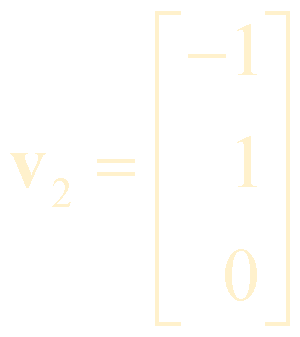 −1
v₂ = 1
0